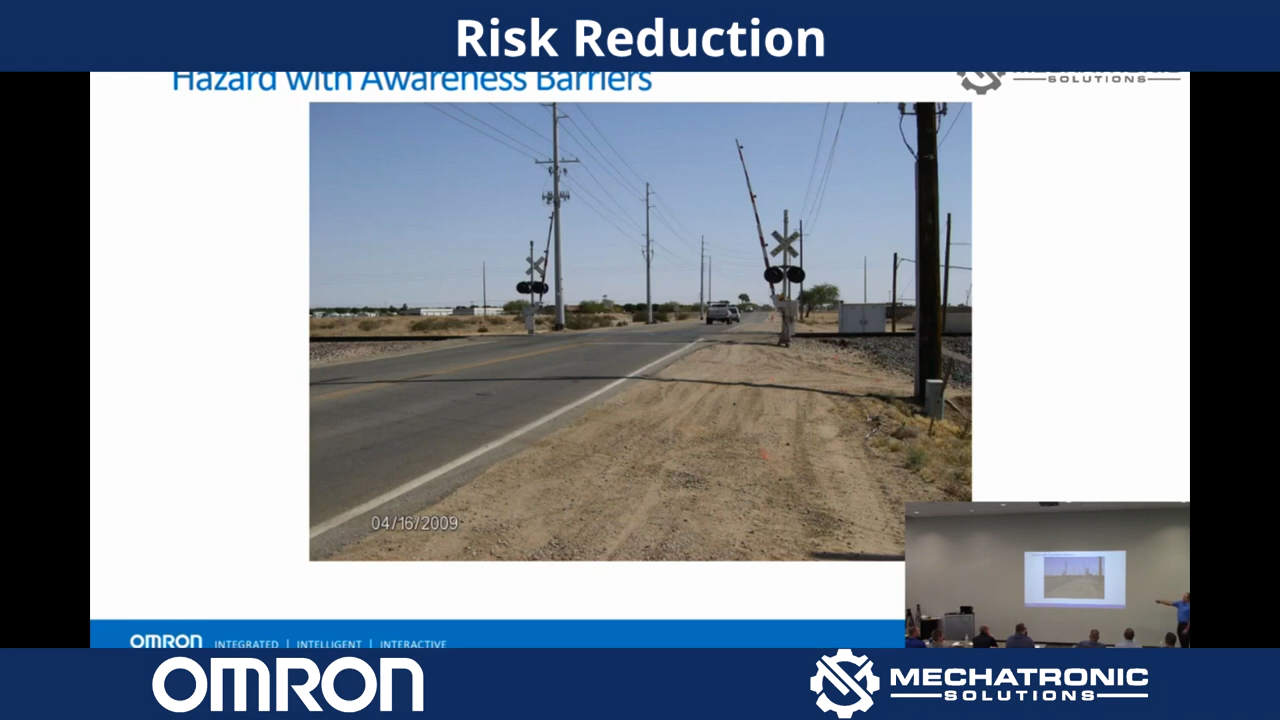 Risk Reduction
Hazard with Awareness Barriers
SOLUTIONS
04/16/2009
OMRON INTEGRATED | INTELLIGENT | INTERACTIVE
OMRON
MECHATRONIC
SOLUTIONS